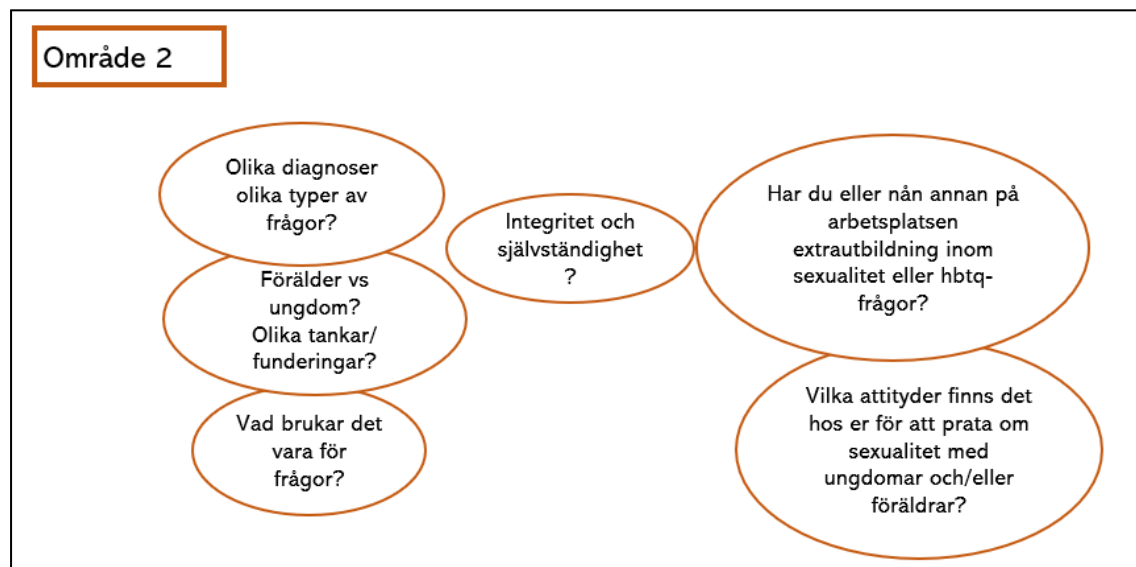 Område 2
Olika diagnoser
olika typer av
frågor?
Förälder vs
ungdom?
Olika tankar/
funderingar?
Vad brukar det
vara för
frågor?
Integritet och
självständighet
?
Har du eller nån annan på
arbetsplatsen
extrautbildning inom
sexualitet eller hbtq-
frågor?
Vilka attityder finns det
hos er för att prata om
sexualitet med
ungdomar och/eller
föräldrar?